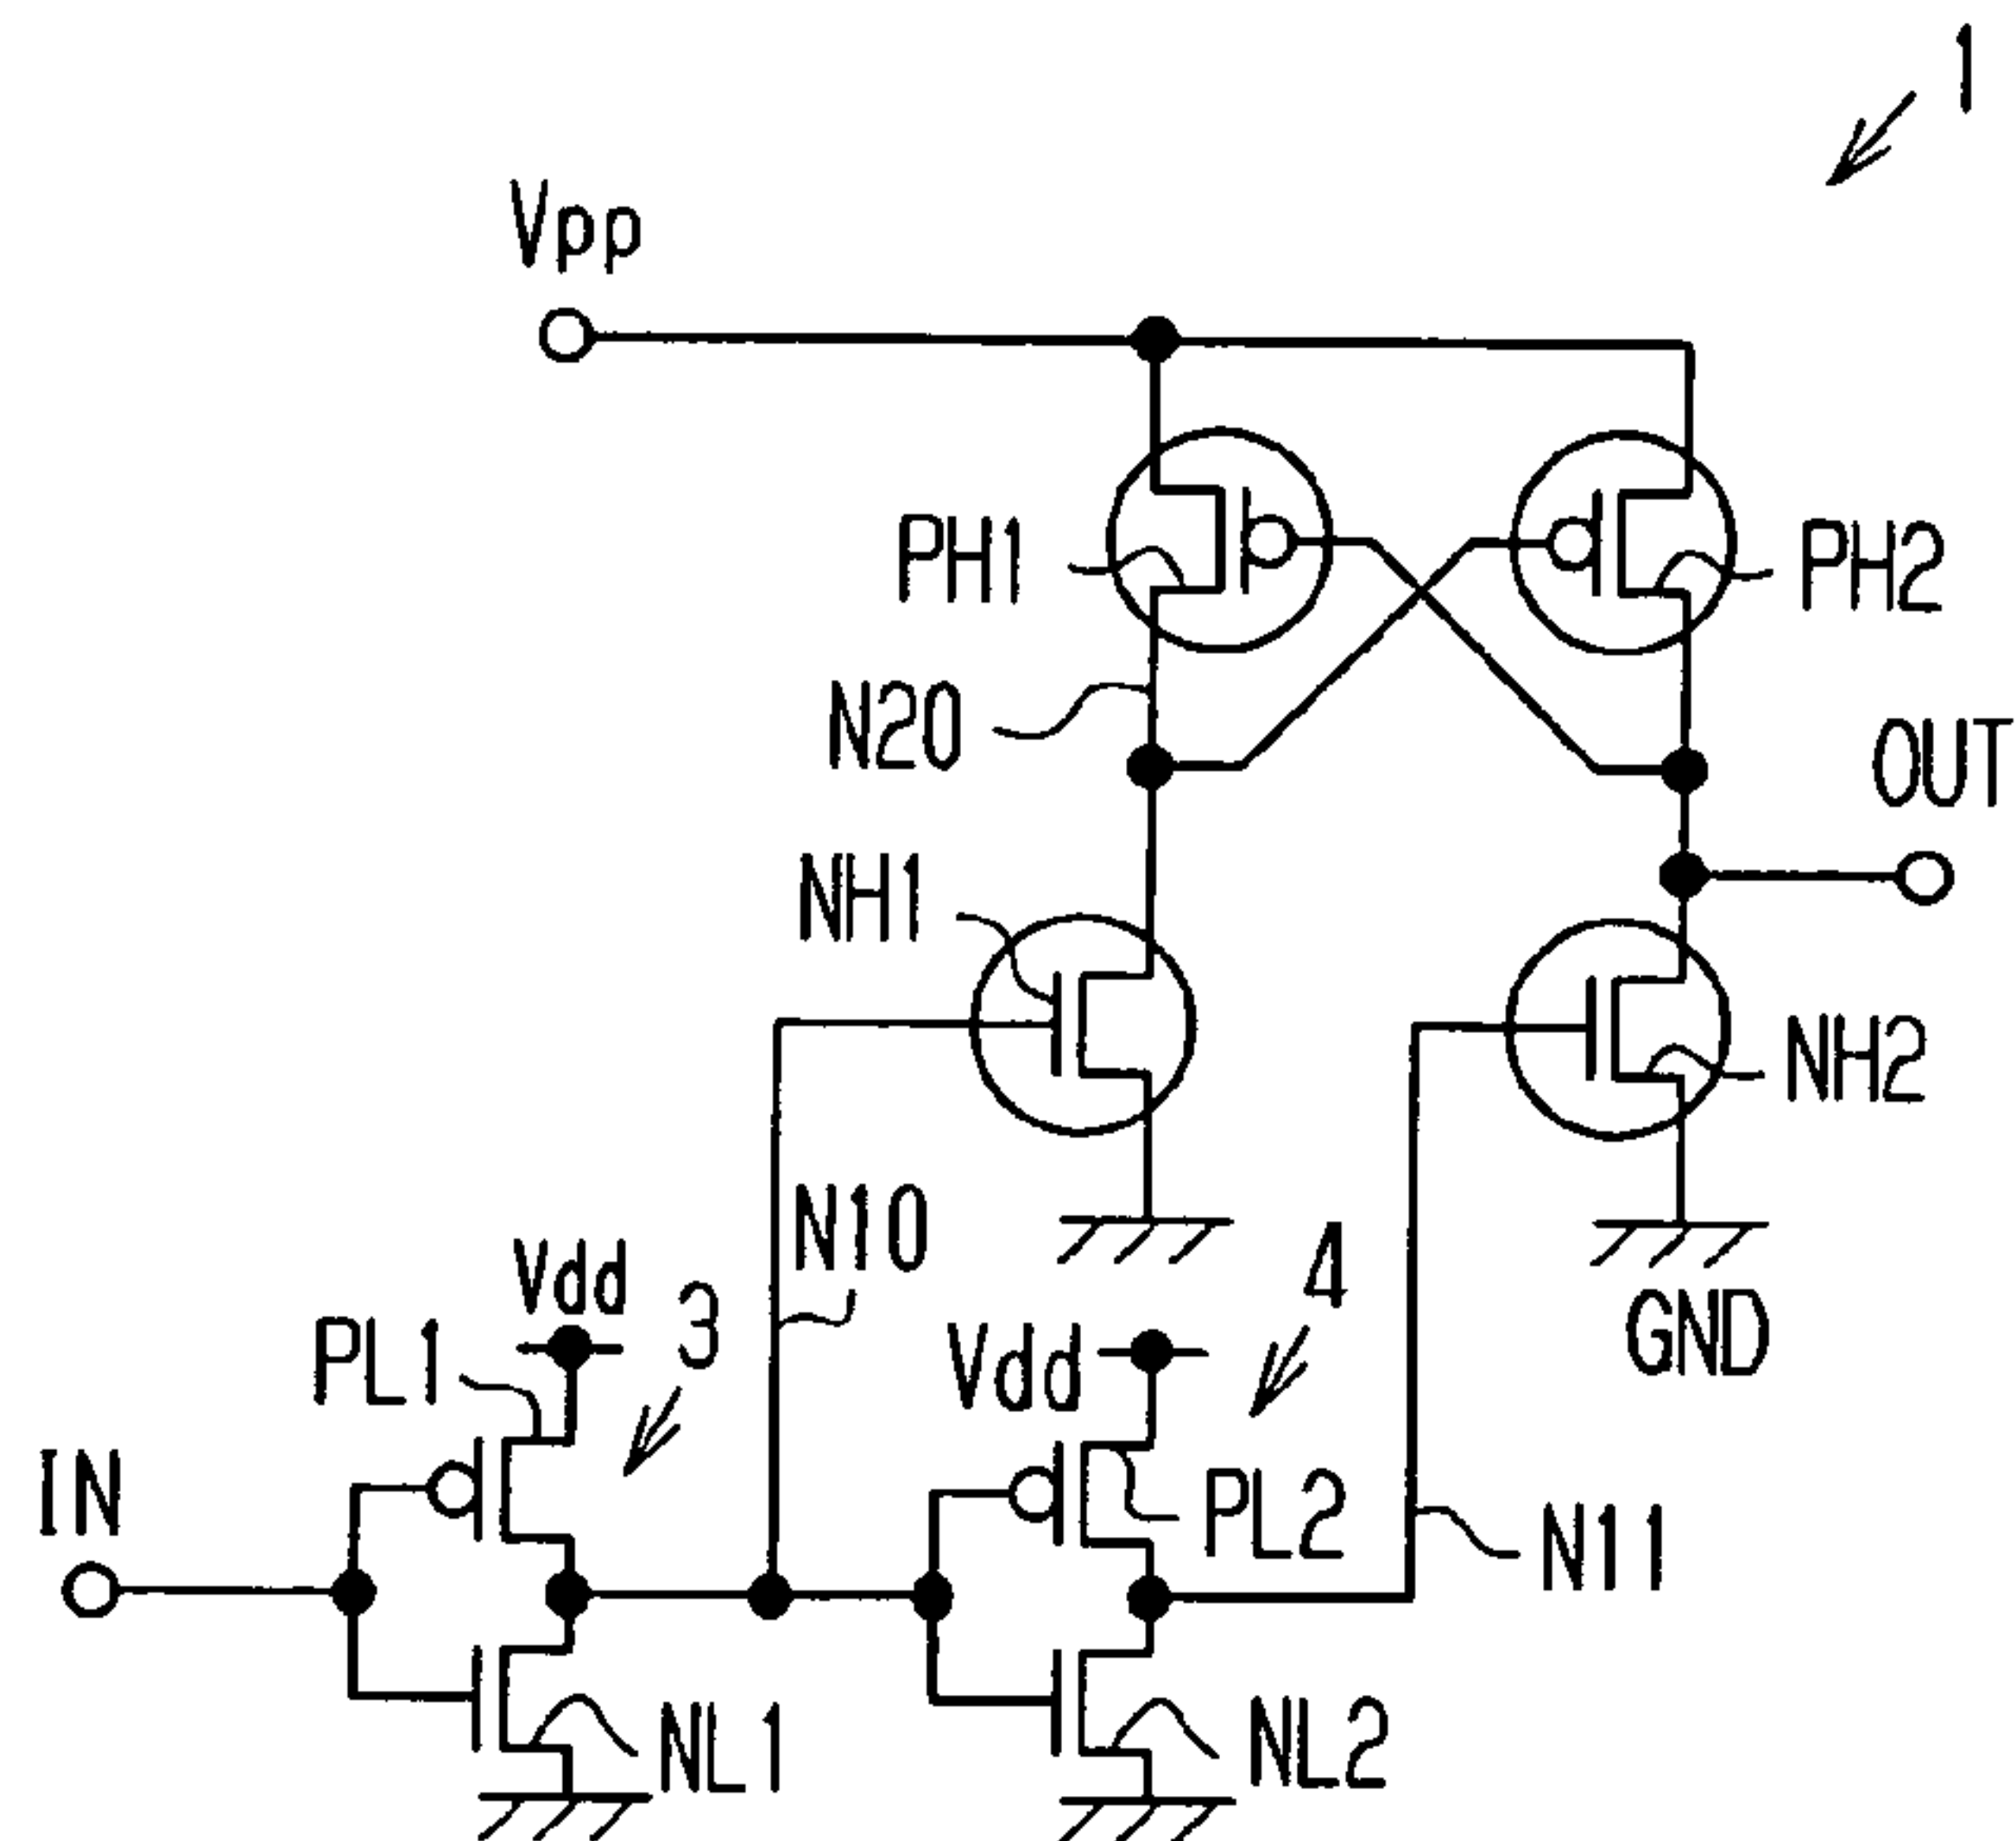 1
Vpp
PH1
PH2
N20
OUT
NH1
NH2
N10
Vdd
3
4
GND
PL1
Vdd
IN
PL2
N11
NL1
NL2